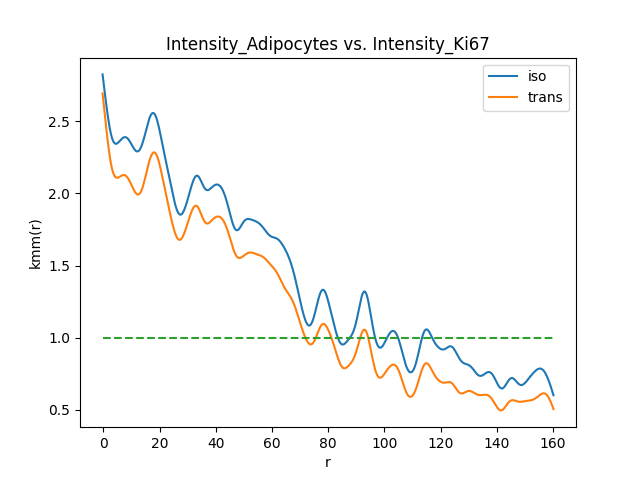 Intensity_Adipocytes vs. Intensity_Ki67
iso
trans
kmm(r)
2.5
2.0
1.5
1.0
0.5
0 20 40 60 80 100 120 140 160
r